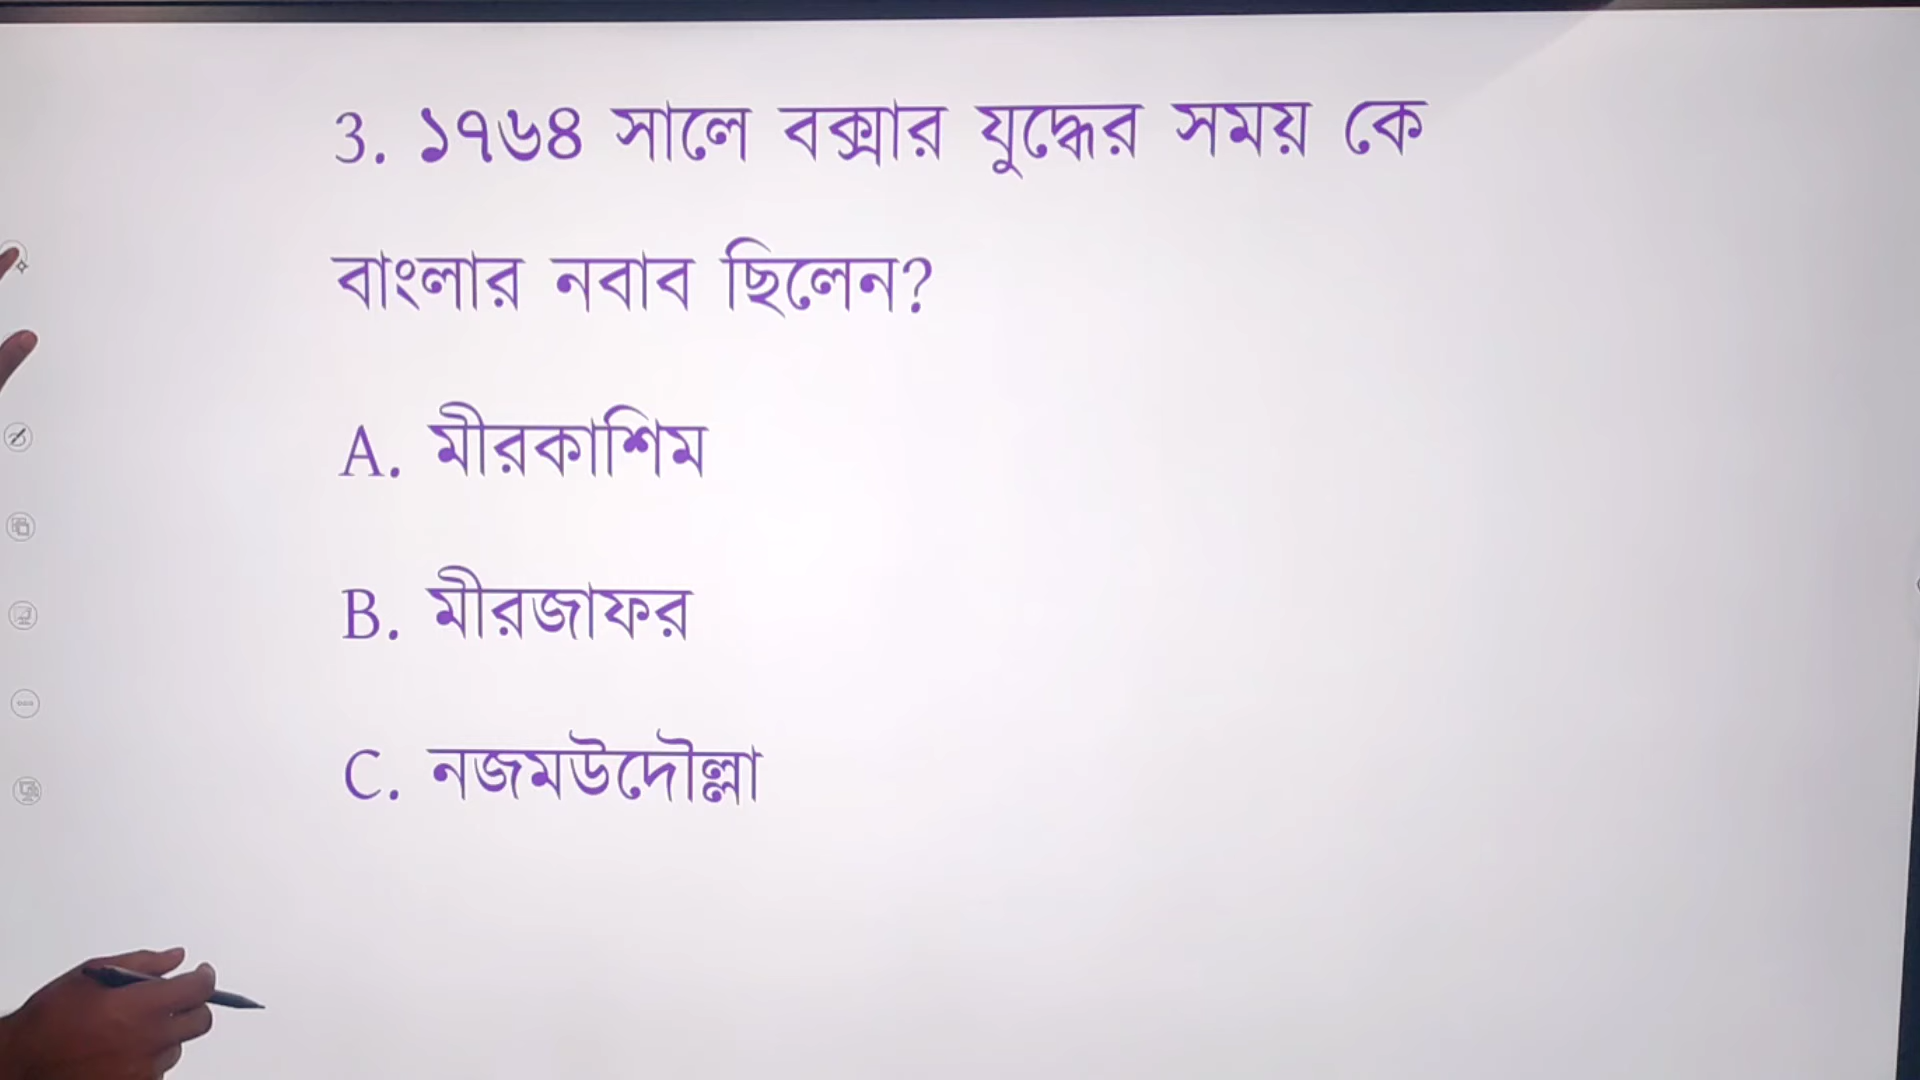 3. ১৭৬৪ সালে বক্সার যুদ্ধের সময় কে
বাংলার নবাব ছিলেন?
A. মীরকাশিম
B. মীরজাফর
C. নজমউদৌল্লা